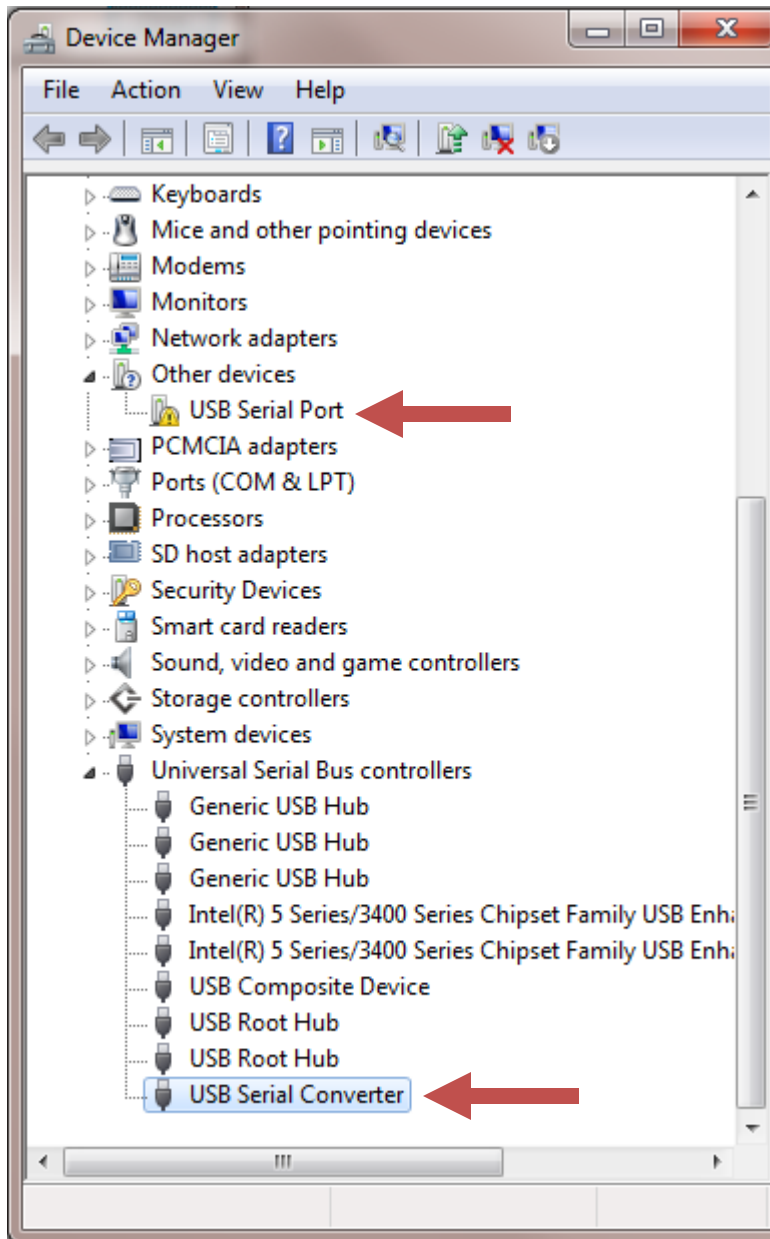 Device Manager
File Action View Help
Keyboards
Mice and other pointing devices
Modems
Monitors
Network adapters
Other devices
USB Serial Port
PCMCIA adapters
Ports (COM & LPT)
Processors
SD host adapters
Security Devices
Smart card readers
Sound, video and game controllers
Storage controllers
System devices
Universal Serial Bus controllers
Generic USB Hub
Generic USB Hub
Generic USB Hub
Intel(R) 5 Series/3400 Series Chipset Family USB Enha
Intel(R) 5 Series/3400 Series Chipset Family USB Enha
USB Composite Device
USB Root Hub
USB Root Hub
USB Serial Converter